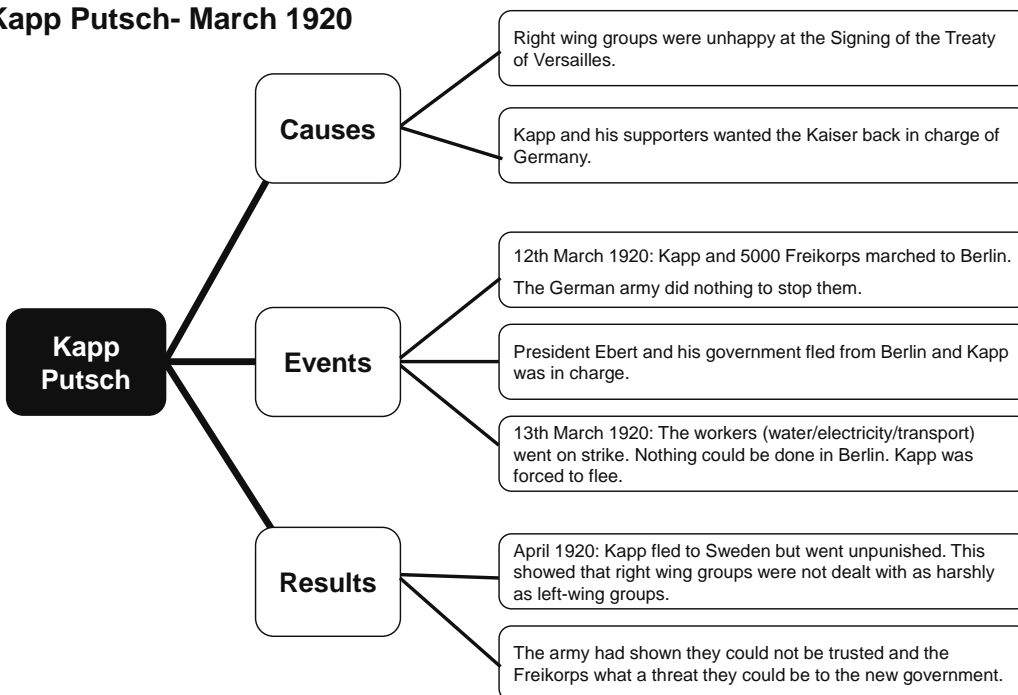 Kapp Putsch- March 1920
Kapp
Putsch
Causes
Right wing groups were unhappy at the Signing of the Treaty
of Versailles.
Kapp and his supporters wanted the Kaiser back in charge of
Germany.
Events
12th March 1920: Kapp and 5000 Freikorps marched to Berlin.
The German army did nothing to stop them.
President Ebert and his government fled from Berlin and Kapp
was in charge.
13th March 1920: The workers (water/electricity/transport)
went on strike. Nothing could be done in Berlin. Kapp was
forced to flee.
Results
April 1920: Kapp fled to Sweden but went unpunished. This
showed that right wing groups were not dealt with as harshly
as left-wing groups.
The army had shown they could not be trusted and the
Freikorps what a threat they could be to the new government.